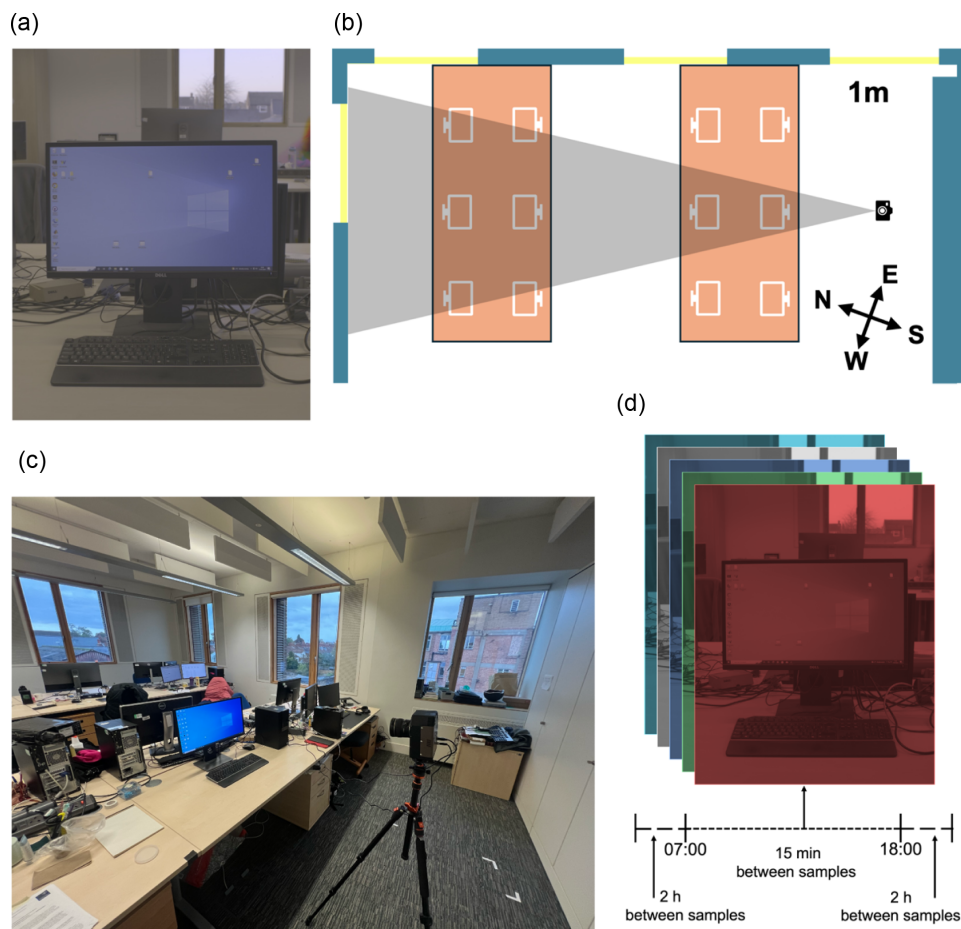 (a)
(b)
1m
E
N
S
W
(c)
(d)
07:00
18:00
15 min
between samples
2 h
between samples
2 h
between samples